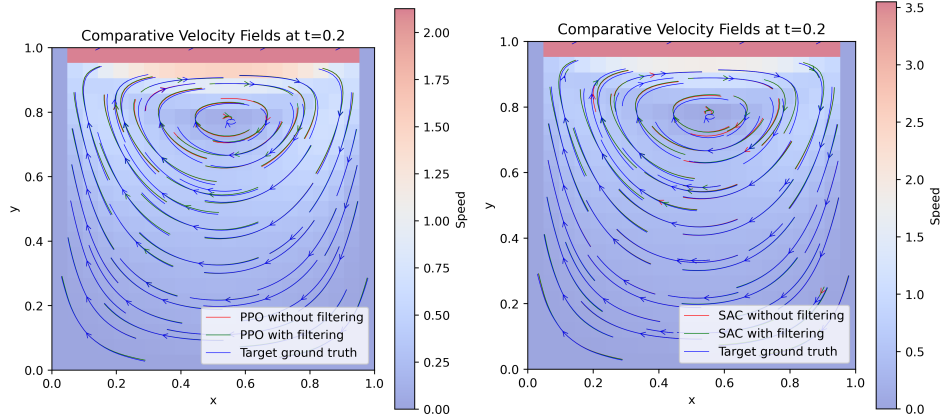 Comparative Velocity Fields at t=0.2
1.0
0.8
0.6
0.4
0.2
0.0
y
0.0 0.2 0.4 0.6 0.8 1.0
x
PPO without filtering
PPO with filtering
Target ground truth
2.00
1.75
1.50
1.25
1.00
0.75
0.50
0.25
0.00
Speed
Comparative Velocity Fields at t=0.2
1.0
0.8
0.6
0.4
0.2
0.0
y
0.0 0.2 0.4 0.6 0.8 1.0
x
SAC without filtering
SAC with filtering
Target ground truth
3.5
3.0
2.5
2.0
1.5
1.0
0.5
0.0
Speed